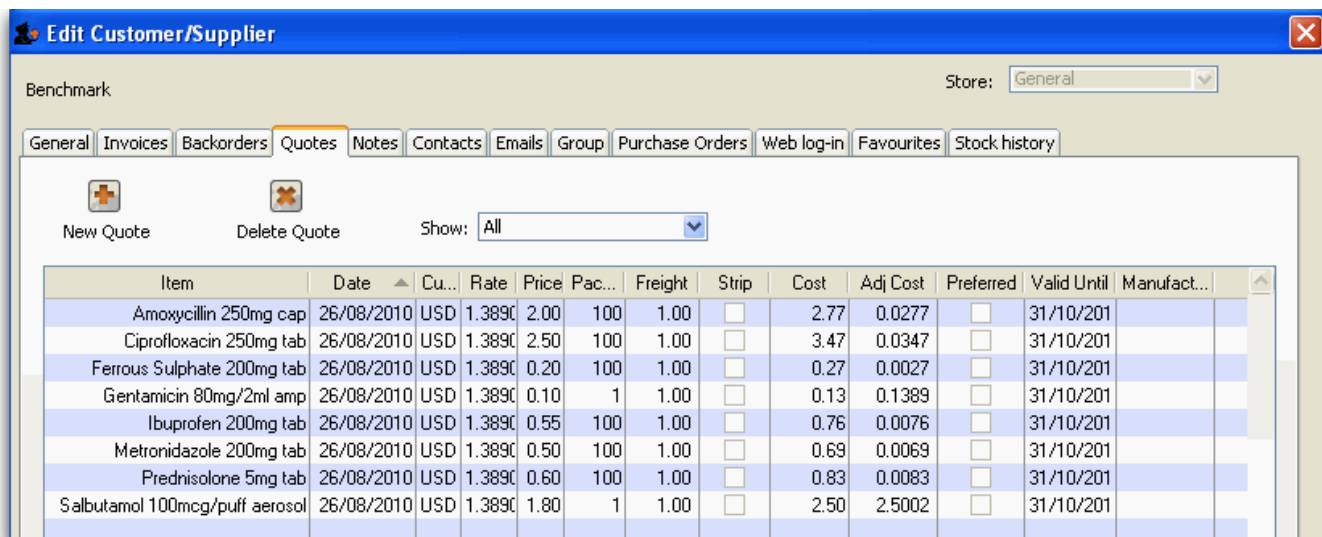 Edit Customer/Supplier
Benchmark Store: General
General Invoices Backorders Quotes Notes Contacts Emails Group Purchase Orders Web log-in Favourites Stock history
New Quote Delete Quote Show: All
Item Date Cu... Rate Price Pac... Freight Strip Cost Adj Cost Preferred Valid Until Manufact...
Amoxycillin 250mg cap 26/08/2010 USD 1.3890 2.00 100 1.00 2.77 0.0277 31/10/201
Ciprofloxacin 250mg tab 26/08/2010 USD 1.3890 2.50 100 1.00 3.47 0.0347 31/10/201
Ferrous Sulphate 200mg tab 26/08/2010 USD 1.3890 0.20 100 1.00 0.27 0.0027 31/10/201
Gentamicin 80mg/2ml amp 26/08/2010 USD 1.3890 0.10 1 1.00 0.13 0.1389 31/10/201
Ibuprofen 200mg tab 26/08/2010 USD 1.3890 0.55 100 1.00 0.76 0.0076 31/10/201
Metronidazole 200mg tab 26/08/2010 USD 1.3890 0.50 100 1.00 0.69 0.0069 31/10/201
Prednisolone 5mg tab 26/08/2010 USD 1.3890 0.60 100 1.00 0.83 0.0083 31/10/201
Salbutamol 100mcg/puff aerosol 26/08/2010 USD 1.3890 1.80 1 1.00 2.50 2.5002 31/10/201